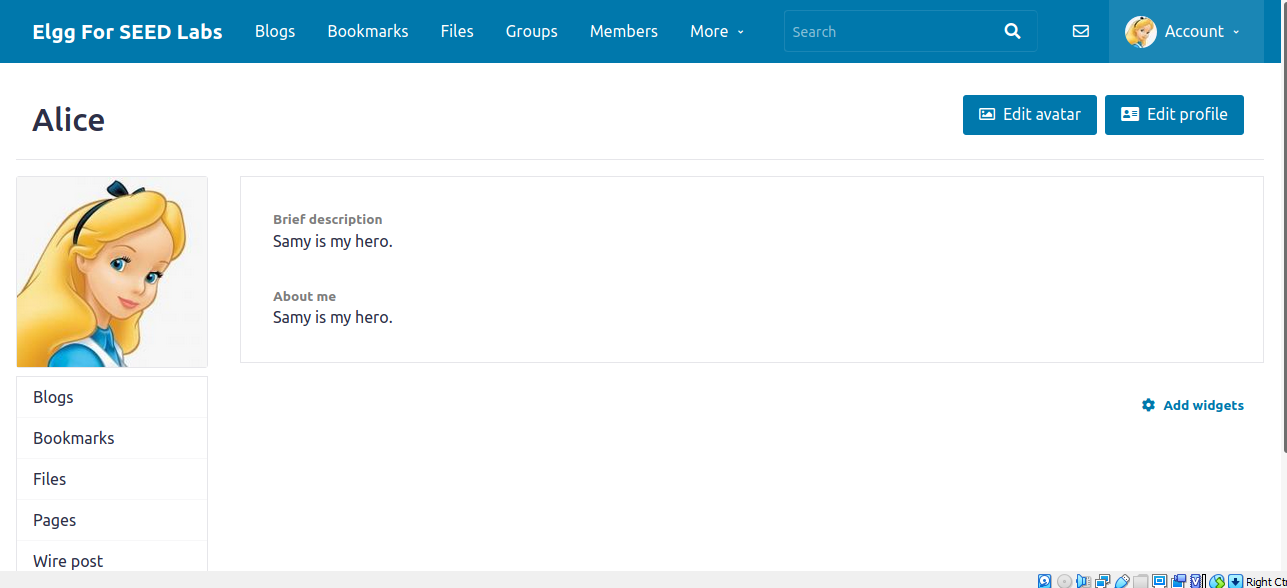 Elgg For SEED Labs Blogs Bookmarks Files Groups Members More Search Account
Alice Edit avatar Edit profile
Brief description
Samy is my hero.
About me
Samy is my hero.
Blogs
Add widgets
Bookmarks
Files
Pages
Wire post
Right Ct